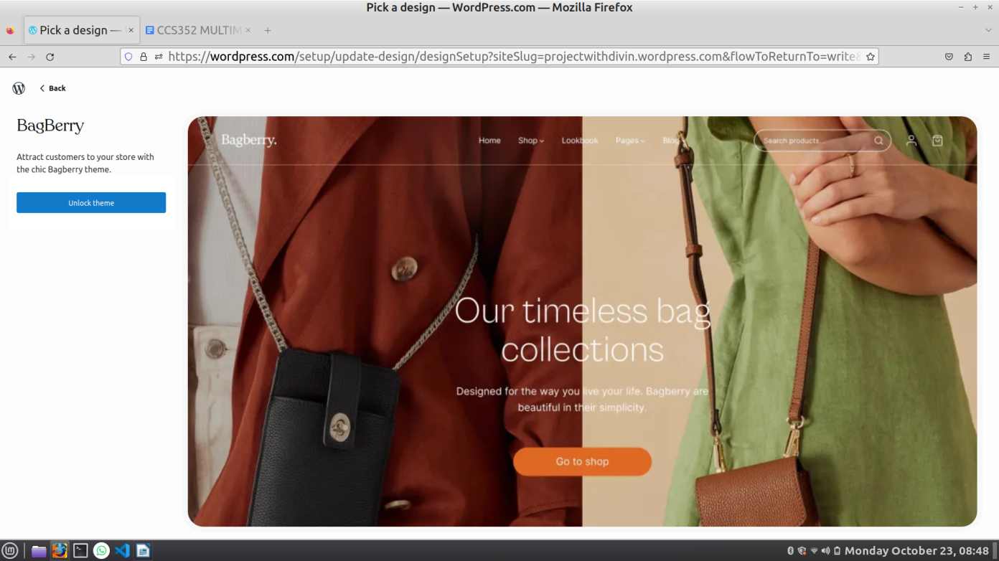 Pick a design — WordPress.com — Mozilla Firefox
Pick a design —
CCS352 MULTIM
https://wordpress.com/setup/update-design/designSetup?siteSlug=projectwithdivin.wordpress.com&flowToReturnTo=write&
Back
BagBerry
Attract customers to your store with
the chic Bagberry theme.
Unlock theme
Bagberry.
Home
Shop
Lookbook
Pages
Blog
Search products...
Our timeless bag
collections
Designed for the way you live your life. Bagberry are
beautiful in their simplicity.
Go to shop
Monday October 23, 08:48